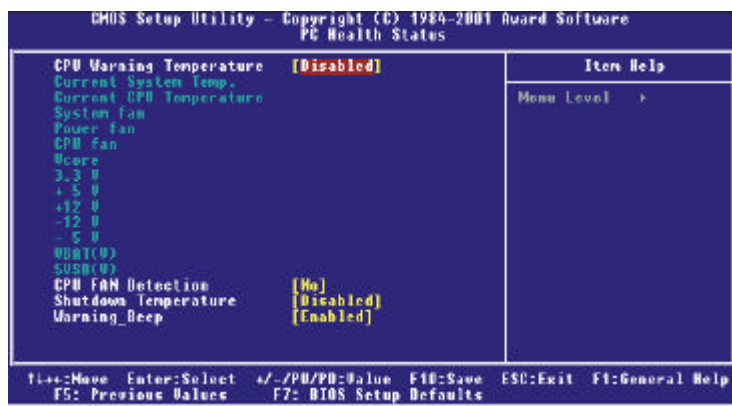 CMOS Setup Utility – Copyright (C) 1984-2001 Award Software
PC Health Status
CPU Warning Temperature [Disabled]
Current System Temp.
Current CPU Temperature
System fan
Power fan
CPU fan
Vcore
3.3 V
+ 5 V
+12 V
-12 V
- 5 V
VBAT(V)
5VSB(V)
CPU FAN Detection [No]
Shutdown Temperature [Disabled]
Warning_Beep [Enabled]
Item Help
Menu Level ▸
↑↓→←:Move Enter:Select +/-/PU/PD:Value F10:Save ESC:Exit F1:General Help
F5: Previous Values F7: BIOS Setup Defaults